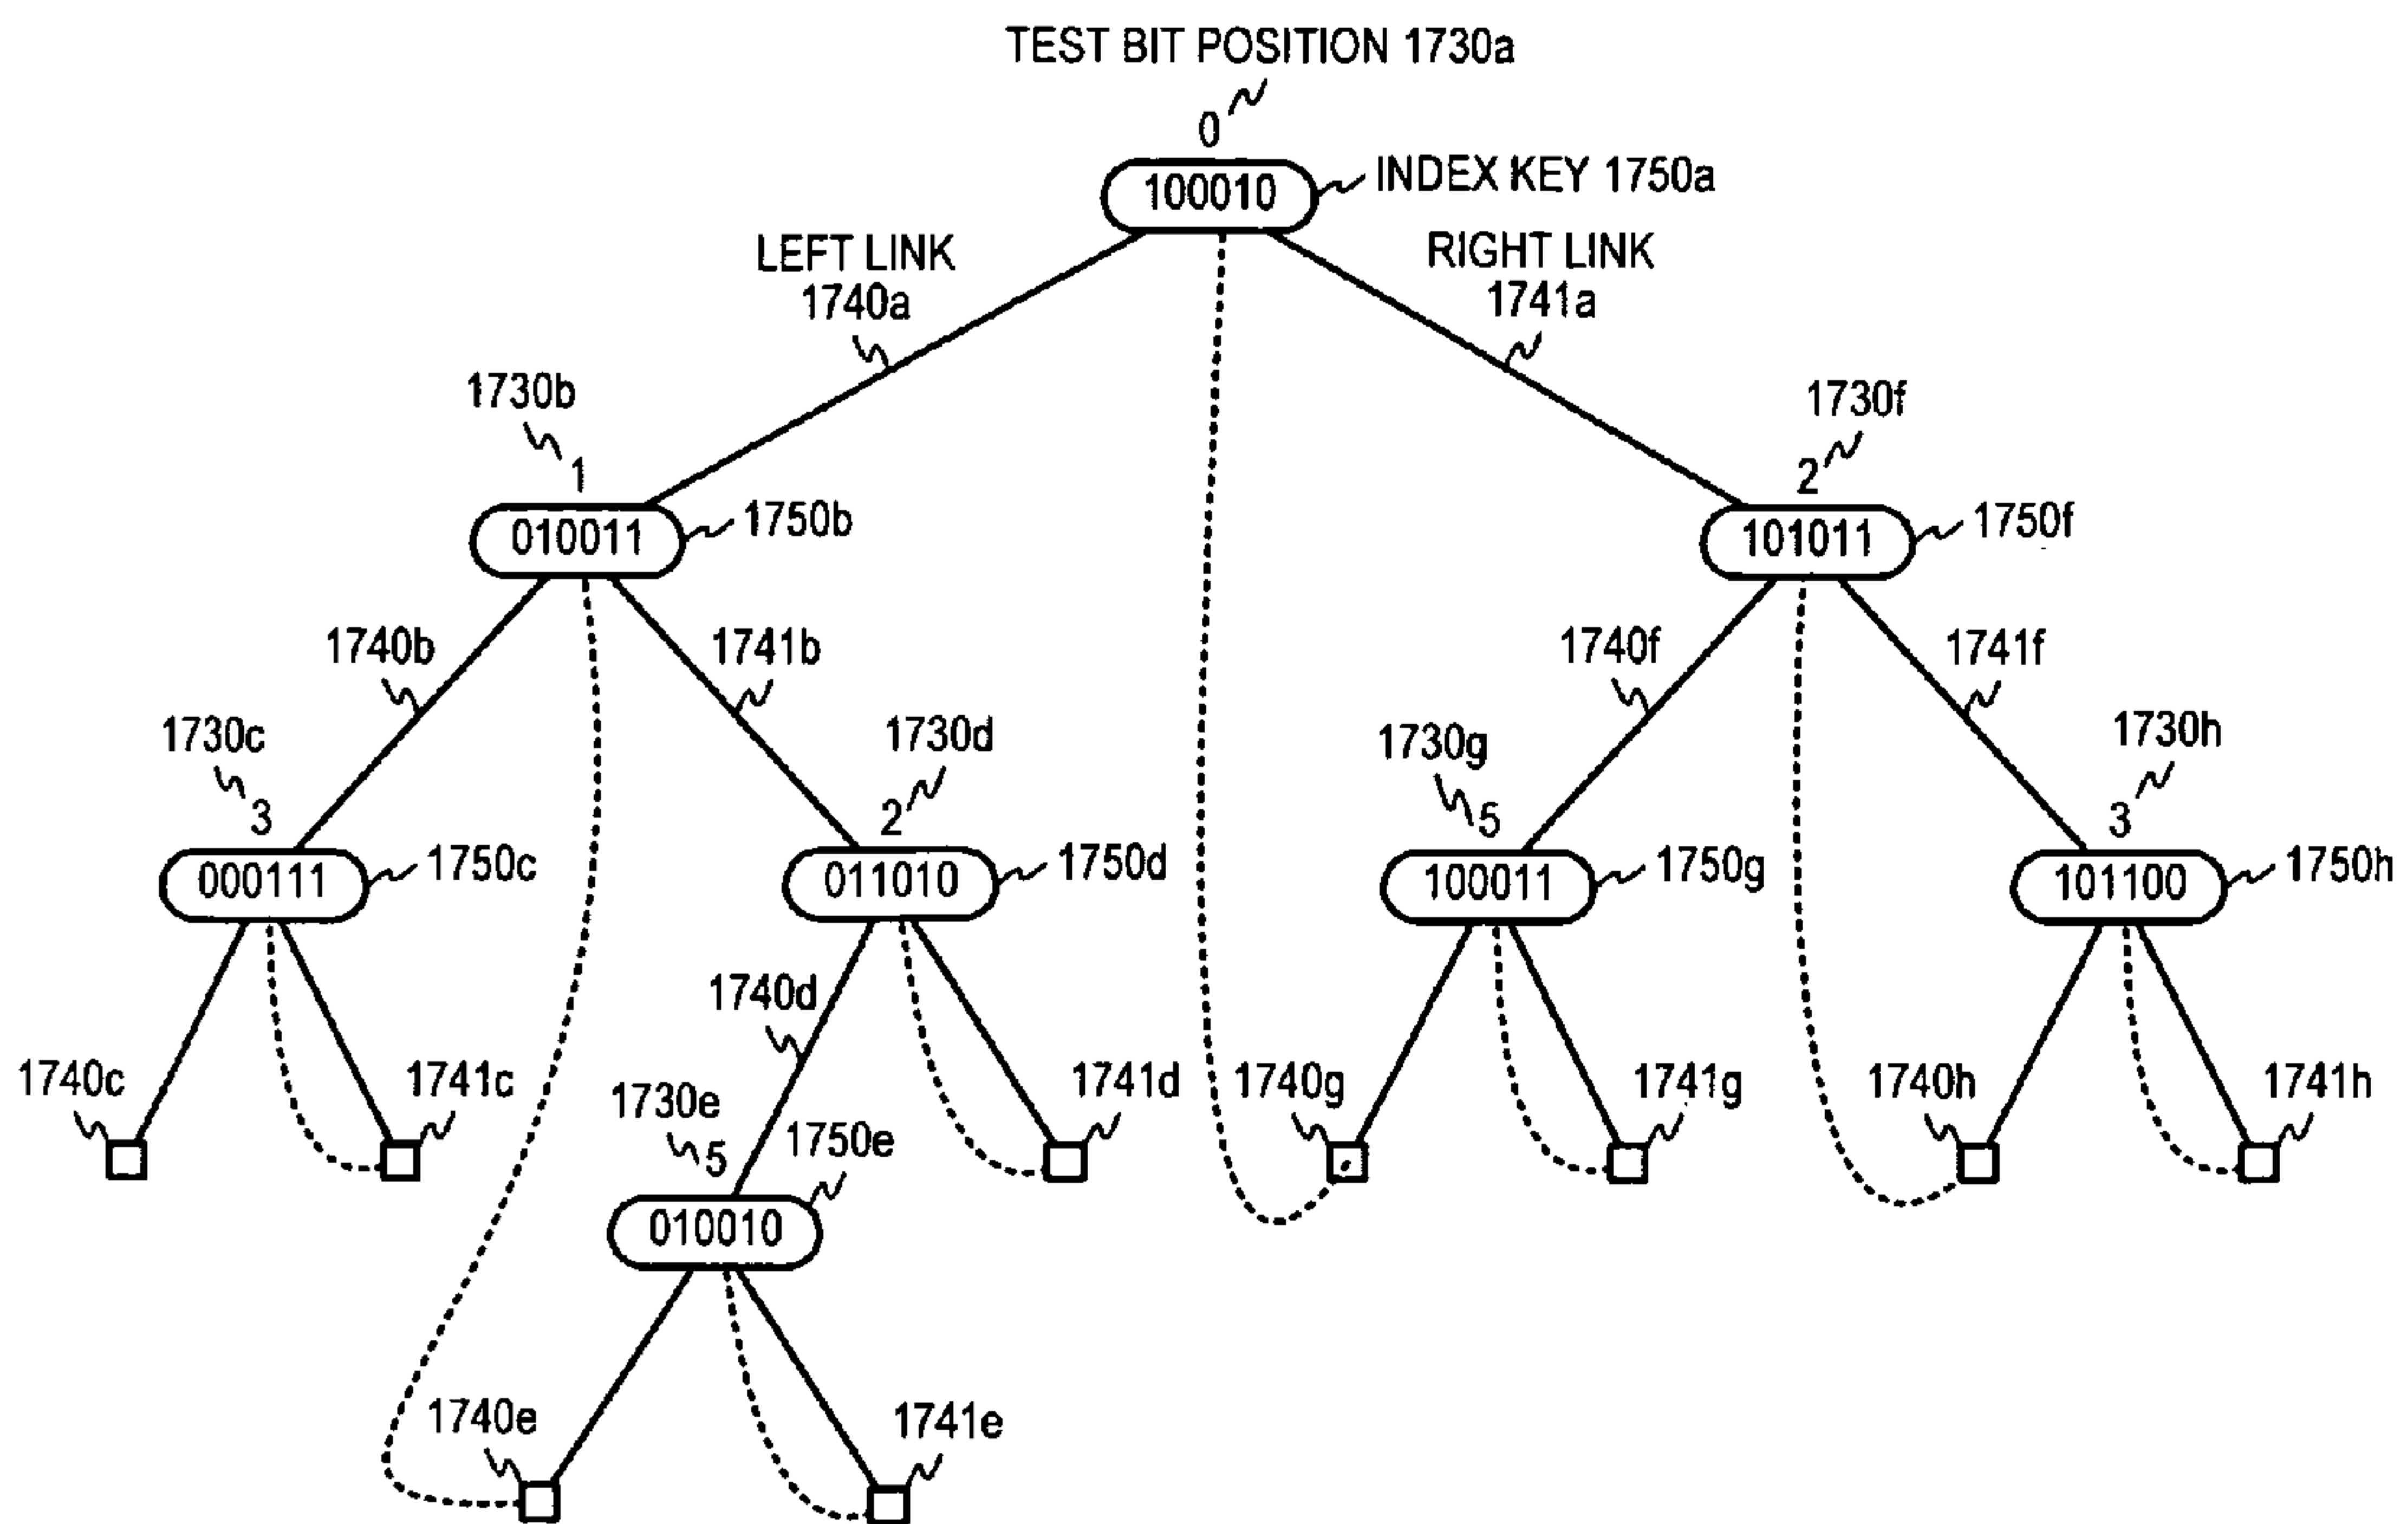 TEST BIT POSITION 1730a
0
100010
INDEX KEY 1750a
LEFT LINK
1740a
RIGHT LINK
1741a
1730b
1
010011
1750b
1730f
2
101011
1750f
1740b
1741b
1740f
1741f
1730c
3
000111
1750c
1730d
2
011010
1750d
1730g
5
100011
1750g
1730h
3
101100
1750h
1740c
1741c
1740d
1741d
1740g
1741g
1740h
1741h
1730e
5
1750e
010010
1740e
1741e